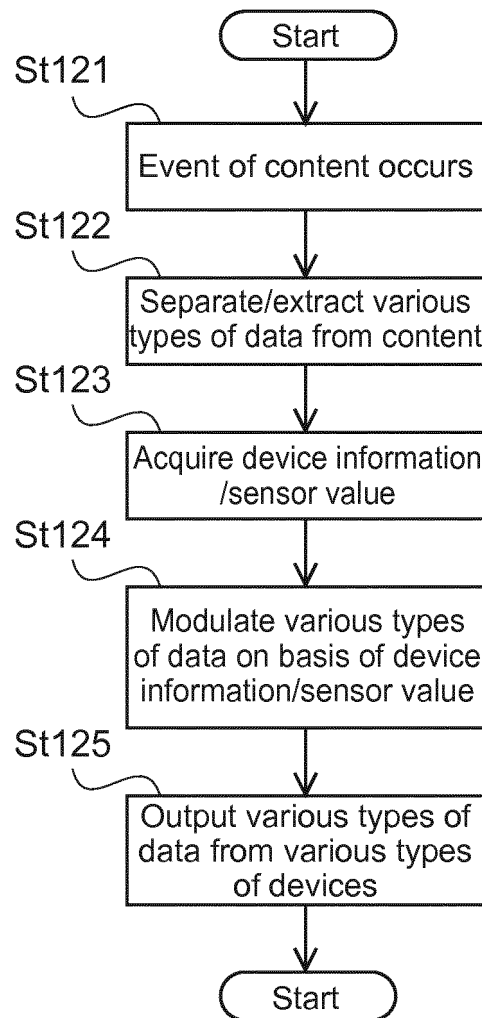 Start
St121
Event of content occurs
St122
Separate/extract various
types of data from content
St123
Acquire device information
/sensor value
St124
Modulate various types
of data on basis of device
information/sensor value
St125
Output various types of
data from various types
of devices
Start